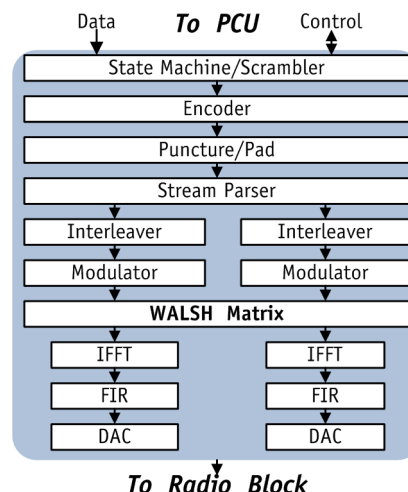 Data To PCU Control
State Machine/Scrambler
Encoder
Puncture/Pad
Stream Parser
Interleaver Interleaver
Modulator Modulator
WALSH Matrix
IFFT IFFT
FIR FIR
DAC DAC
To Radio Block